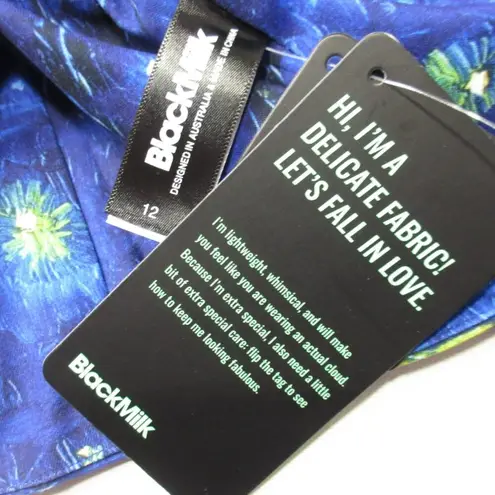 BlackMilk
DESIGNED IN AUSTRALIA & MADE IN CHINA
12
HI, I'M A
DELICATE FABRIC!
LET'S FALL IN LOVE.
I'm lightweight, whimsical, and will make
you feel like you are wearing an actual cloud.
Because I'm extra special, I also need a little
bit of extra special care: flip the tag to see
how to keep me looking fabulous.
BlackMilk